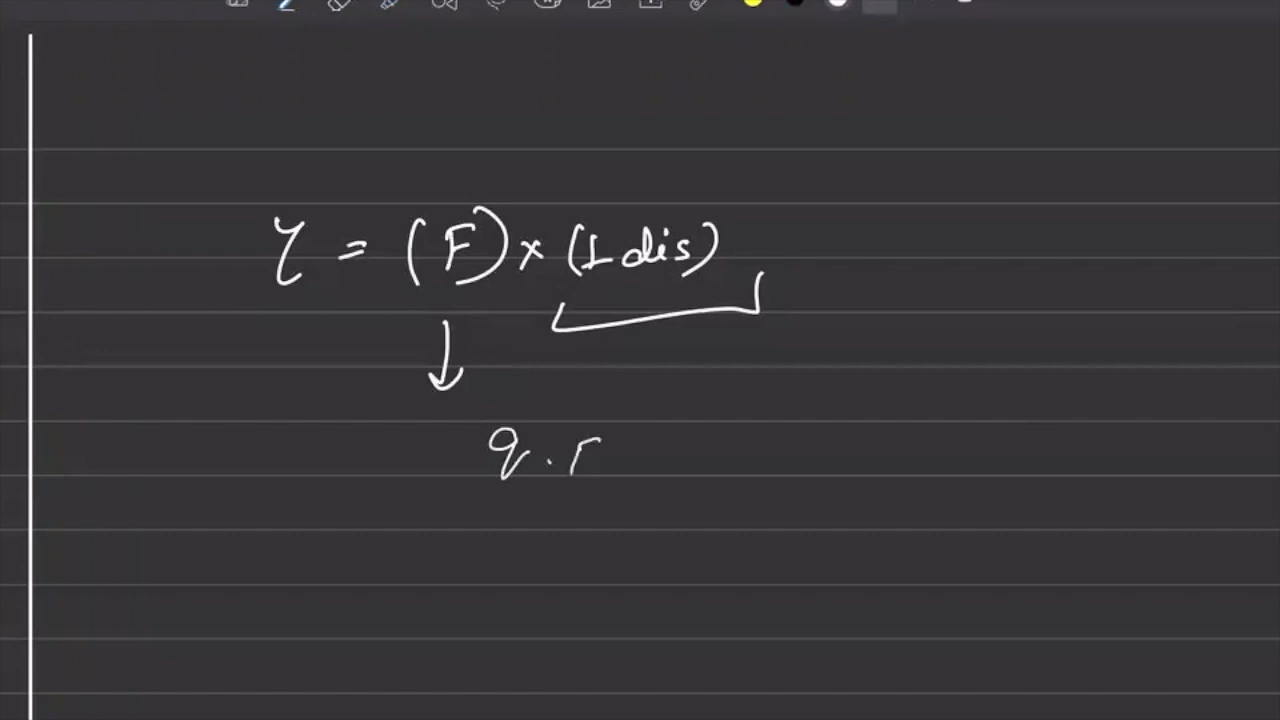 τ = (F) × (⊥ dis)
q.